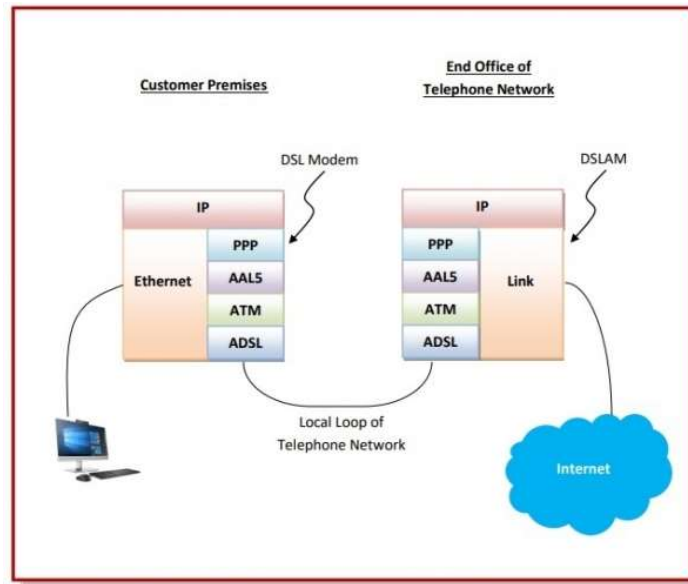 Customer Premises
End Office of
Telephone Network
DSL Modem
DSLAM
IP
Ethernet
PPP
AAL5
ATM
ADSL
IP
PPP
AAL5
ATM
ADSL
Link
Local Loop of
Telephone Network
Internet